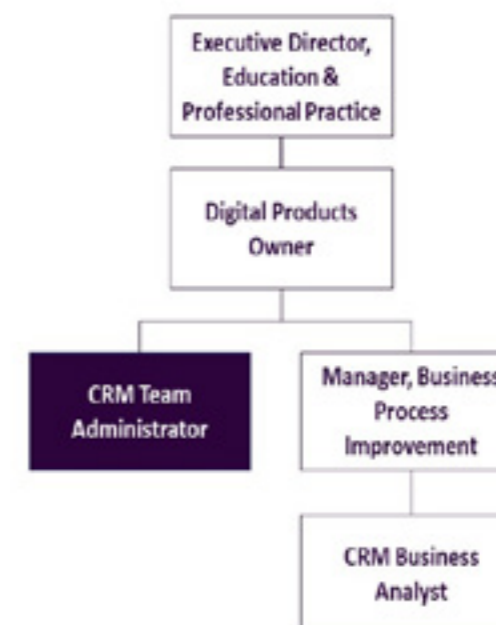 Executive Director,
Education &
Professional Practice
Digital Products
Owner
CRM Team
Administrator
Manager, Business
Process
Improvement
CRM Business
Analyst